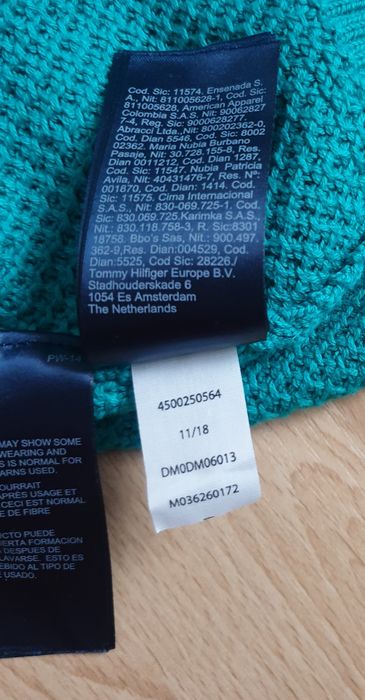 Cod. Sic: 11574. Ensenada S.
A., Nit: 811005628-1, Cod. Sic:
811005628, American Apparel
Colombia S.A.S. Nit: 90062827
7-4, Reg. Sic: 9000628277-
Abracci Ltda.,Nit:800202362-0,
Dian 5546, Cod. Sic: 8002
02362. Maria Nubia Burbano
Pasaje, Nit: 30.728.155-8, Res.
Dian 0011212, Cod Dian 1287,
Cod. Sic: 11547. Nubia Patricia
Avila, Nit: 40431476-7, Res. Nº:
001870, Cod. Dian: 1414. Cod.
Sic: 11575. Cima Internacional
S.A.S Nit: 830-069.725-1, Cod.
Sic: 830.069.725.Karimka S.A.S.,
Nit.: 830.118.758-3, R. Sic:8301
18758. Bbo's Sas, Nit: 900.497.
362-9,Res. Dian:004529, Cod.
Dian:5525, Cod Sic: 28226./
Tommy Hilfiger Europe B.V.
Stadhouderskade 6
1054 Es Amsterdam
The Netherlands
4500250564
11/18
DM0DM06013
M036260172
PW-14
MAY SHOW SOME
WEARING AND
S IS NORMAL FOR
ARNS USED.
POURRAIT
APRÈS USAGE ET
CECI EST NORMAL
DE FIBRE
CTO PUEDE
ERTA FORMACION
DESPUES DE
LAVARSE. ESTO ES
EBIDO AL TIPO DE
USADO.